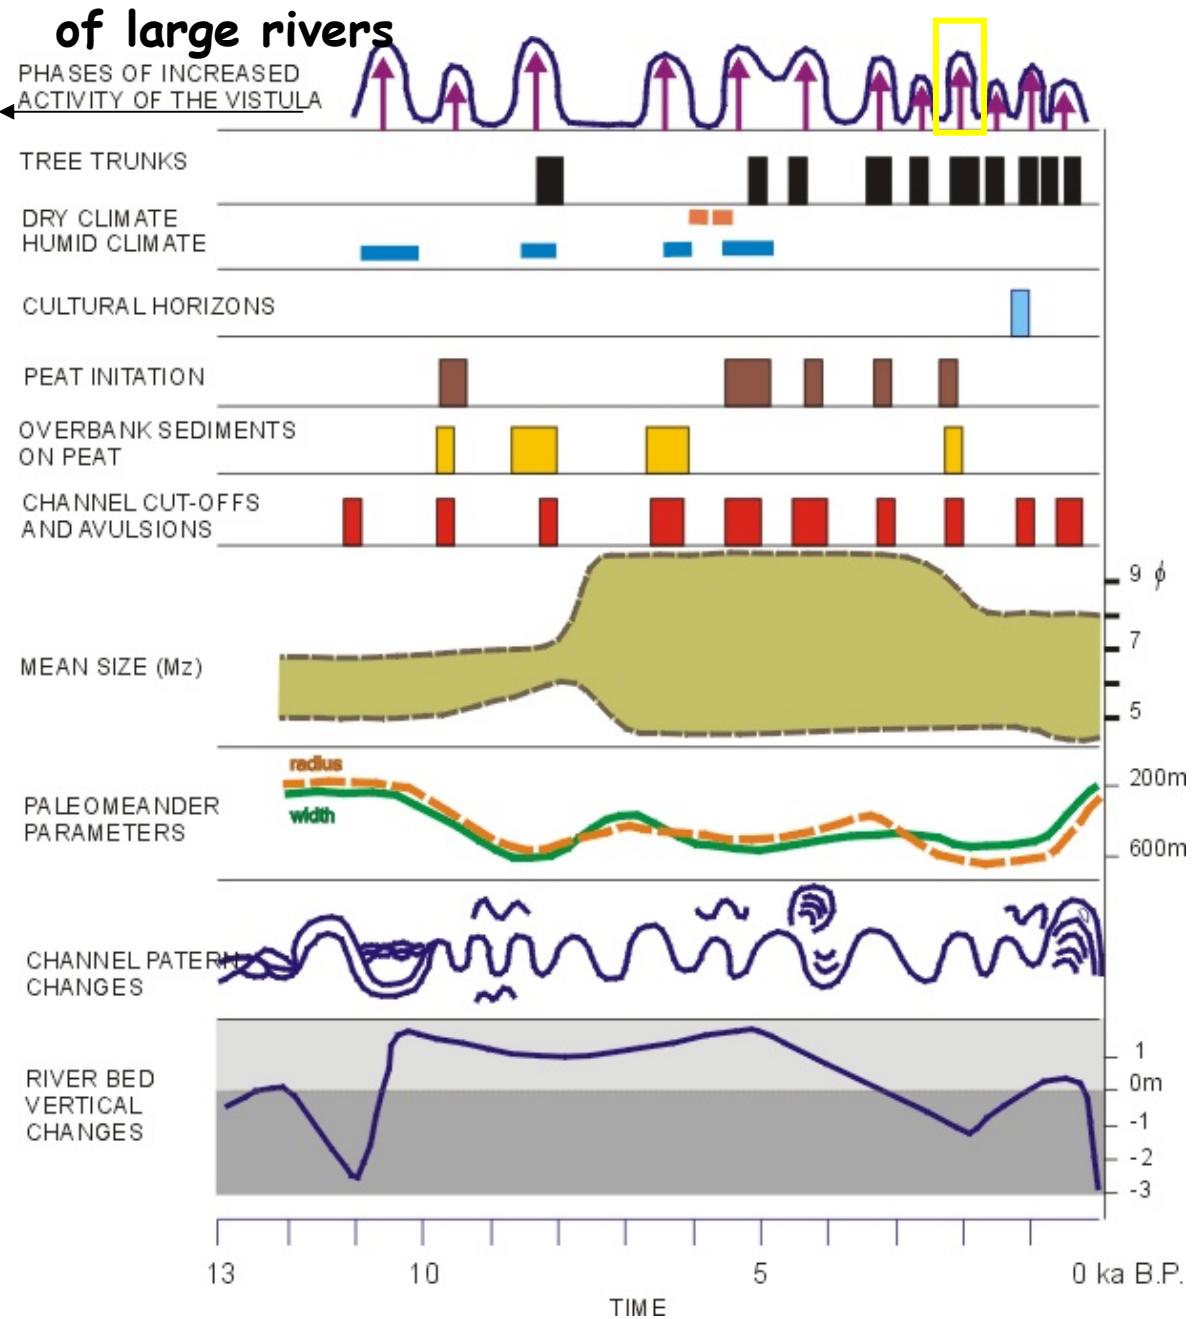 of large rivers
PHASES OF INCREASED
ACTIVITY OF THE VISTULA
TREE TRUNKS
DRY CLIMATE
HUMID CLIMATE
CULTURAL HORIZONS
PEAT INITATION
OVERBANK SEDIMENTS
ON PEAT
CHANNEL CUT-OFFS
AND AVULSIONS
9 ϕ
7
MEAN SIZE (Mz)
5
radius
200m
width
PALEOMEANDER
PARAMETERS
600m
CHANNEL PATERN
CHANGES
1
RIVER BED
0m
VERTICAL
-1
CHANGES
-2
-3
13 10 5 0 ka B.P.
TIME